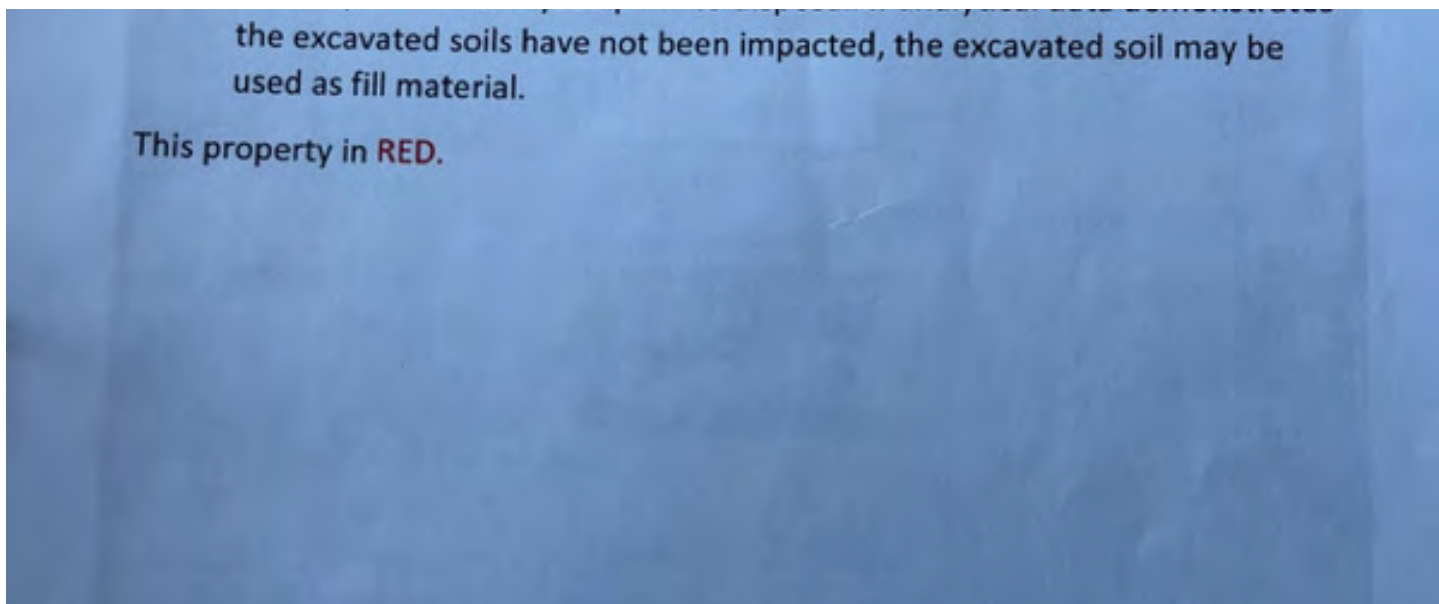 the excavated soils have not been impacted, the excavated soil may be
used as fill material.
This property in RED.